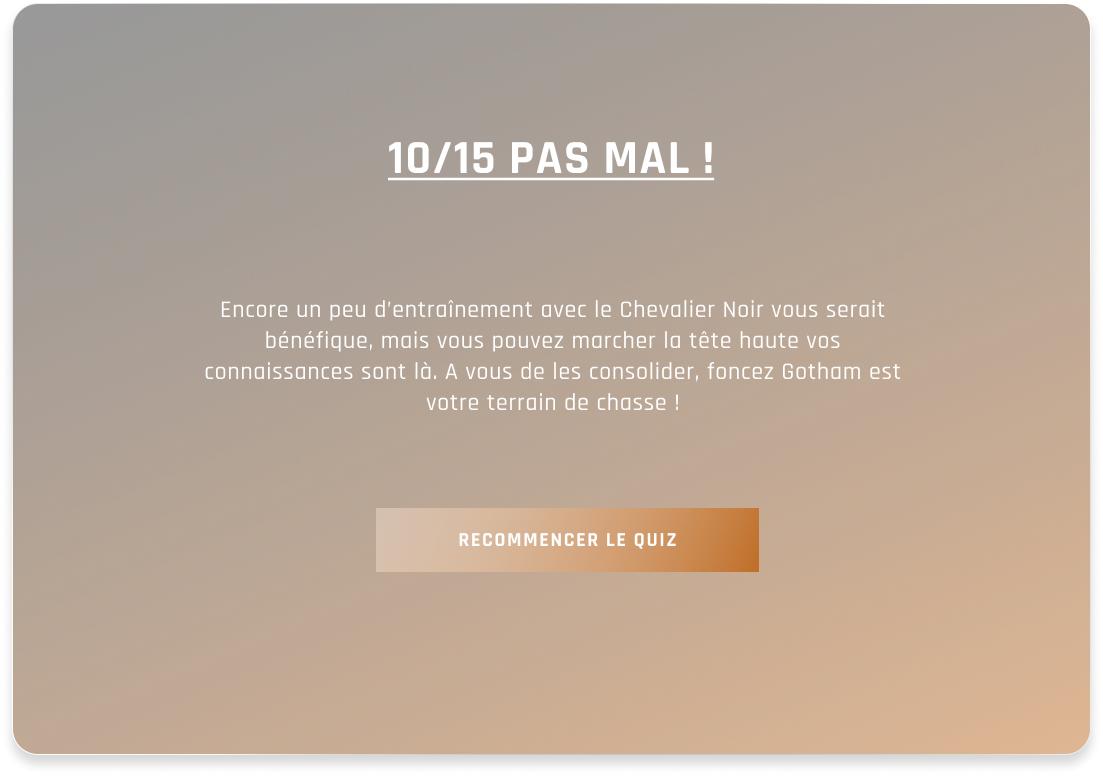 10/15 PAS MAL !
Encore un peu d'entraînement avec le Chevalier Noir vous serait
bénéfique, mais vous pouvez marcher la tête haute vos
connaissances sont là. A vous de les consolider, foncez Gotham est
votre terrain de chasse !
RECOMMENCER LE QUIZ